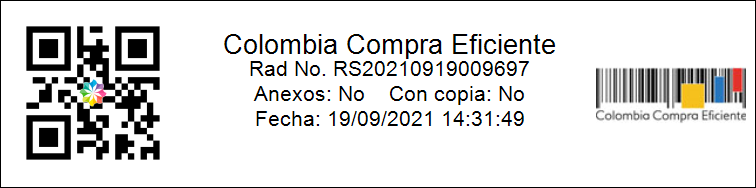 Colombia Compra Eficiente
Rad No. RS20210919009697
Anexos: No    Con copia: No
Fecha: 19/09/2021 14:31:49
Colombia Compra Eficiente